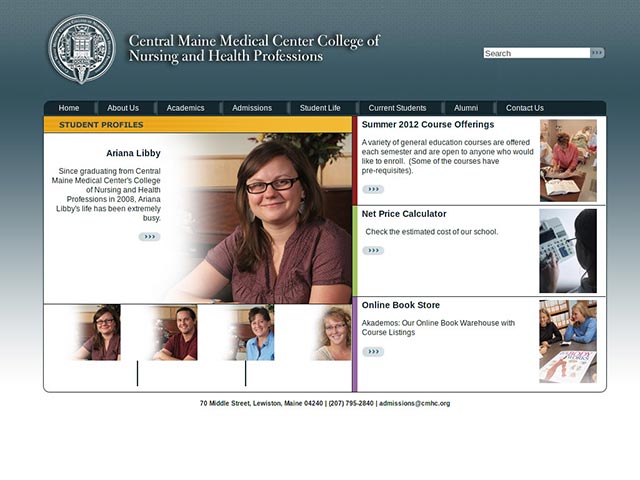 Central Maine Medical Center College of
Nursing and Health Professions
Search
Home
About Us
Academics
Admissions
Student Life
Current Students
Alumni
Contact Us
STUDENT PROFILES
Ariana Libby
Since graduating from Central
Maine Medical Center's College
of Nursing and Health
Professions in 2008, Ariana
Libby's life has been extremely
busy.
Summer 2012 Course Offerings
A variety of general education courses are offered
each semester and are open to anyone who would
like to enroll. (Some of the courses have
pre-requisites).
Net Price Calculator
Check the estimated cost of our school.
Online Book Store
Akademos: Our Online Book Warehouse with
Course Listings
70 Middle Street, Lewiston, Maine 04240 | (207) 795-2840 | admissions@cmhc.org